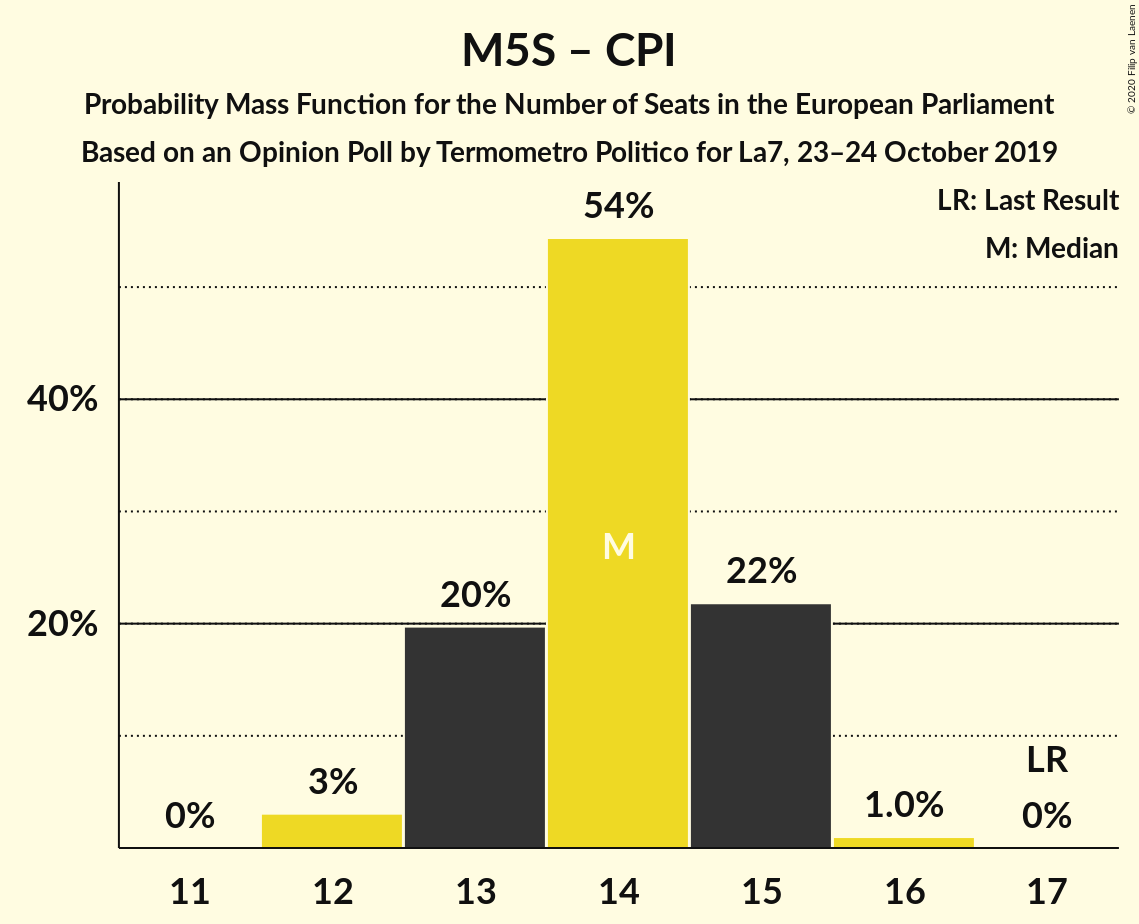 M5S – CPI
Probability Mass Function for the Number of Seats in the European Parliament
Based on an Opinion Poll by Termometro Politico for La7, 23–24 October 2019
© 2020 Filip van Laenen
LR: Last Result
M: Median
54%
40%
M
22%
20%
20%
LR
3%
1.0%
0%
0%
11 12 13 14 15 16 17